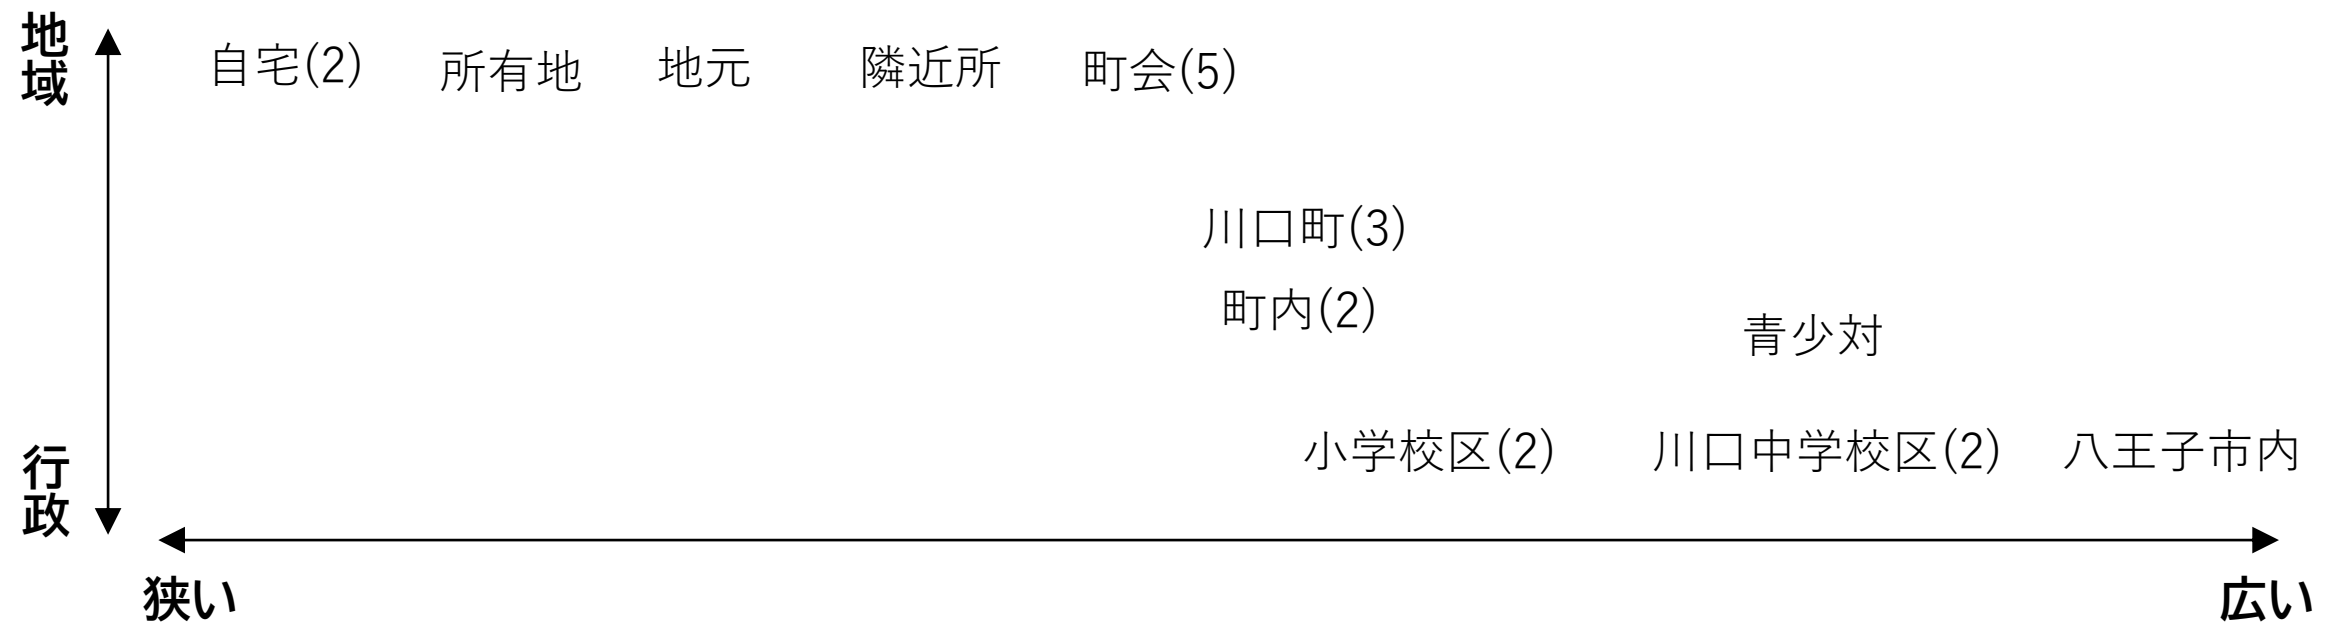 地域
自宅(2)
所有地
地元
隣近所
町会(5)
川口町(3)
町内(2)
青少対
小学校区(2)
川口中学校区(2)
八王子市内
行政
狭い
広い